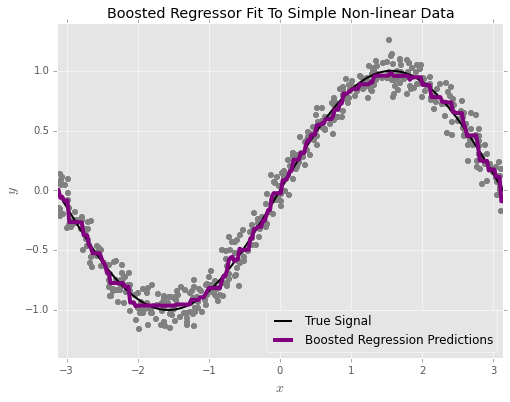 Boosted Regressor Fit To Simple Non-linear Data
1.0
0.5
0.0
−0.5
−1.0
y
−3
−2
−1
0
1
2
3
x
True Signal
Boosted Regression Predictions